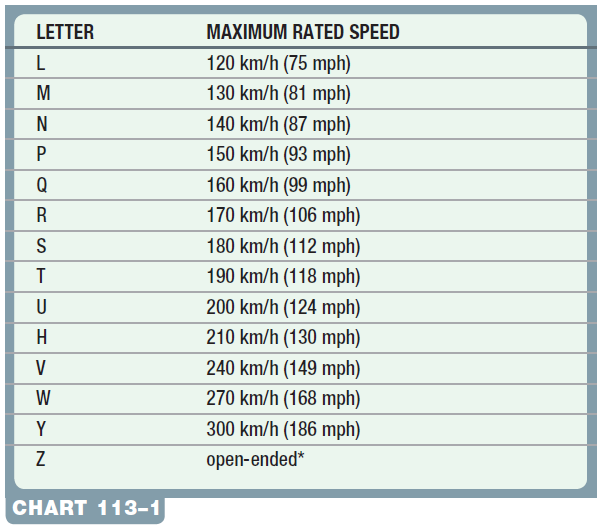 LETTER MAXIMUM RATED SPEED
L 120 km/h (75 mph)
M 130 km/h (81 mph)
N 140 km/h (87 mph)
P 150 km/h (93 mph)
Q 160 km/h (99 mph)
R 170 km/h (106 mph)
S 180 km/h (112 mph)
T 190 km/h (118 mph)
U 200 km/h (124 mph)
H 210 km/h (130 mph)
V 240 km/h (149 mph)
W 270 km/h (168 mph)
Y 300 km/h (186 mph)
Z open-ended*
CHART 113–1